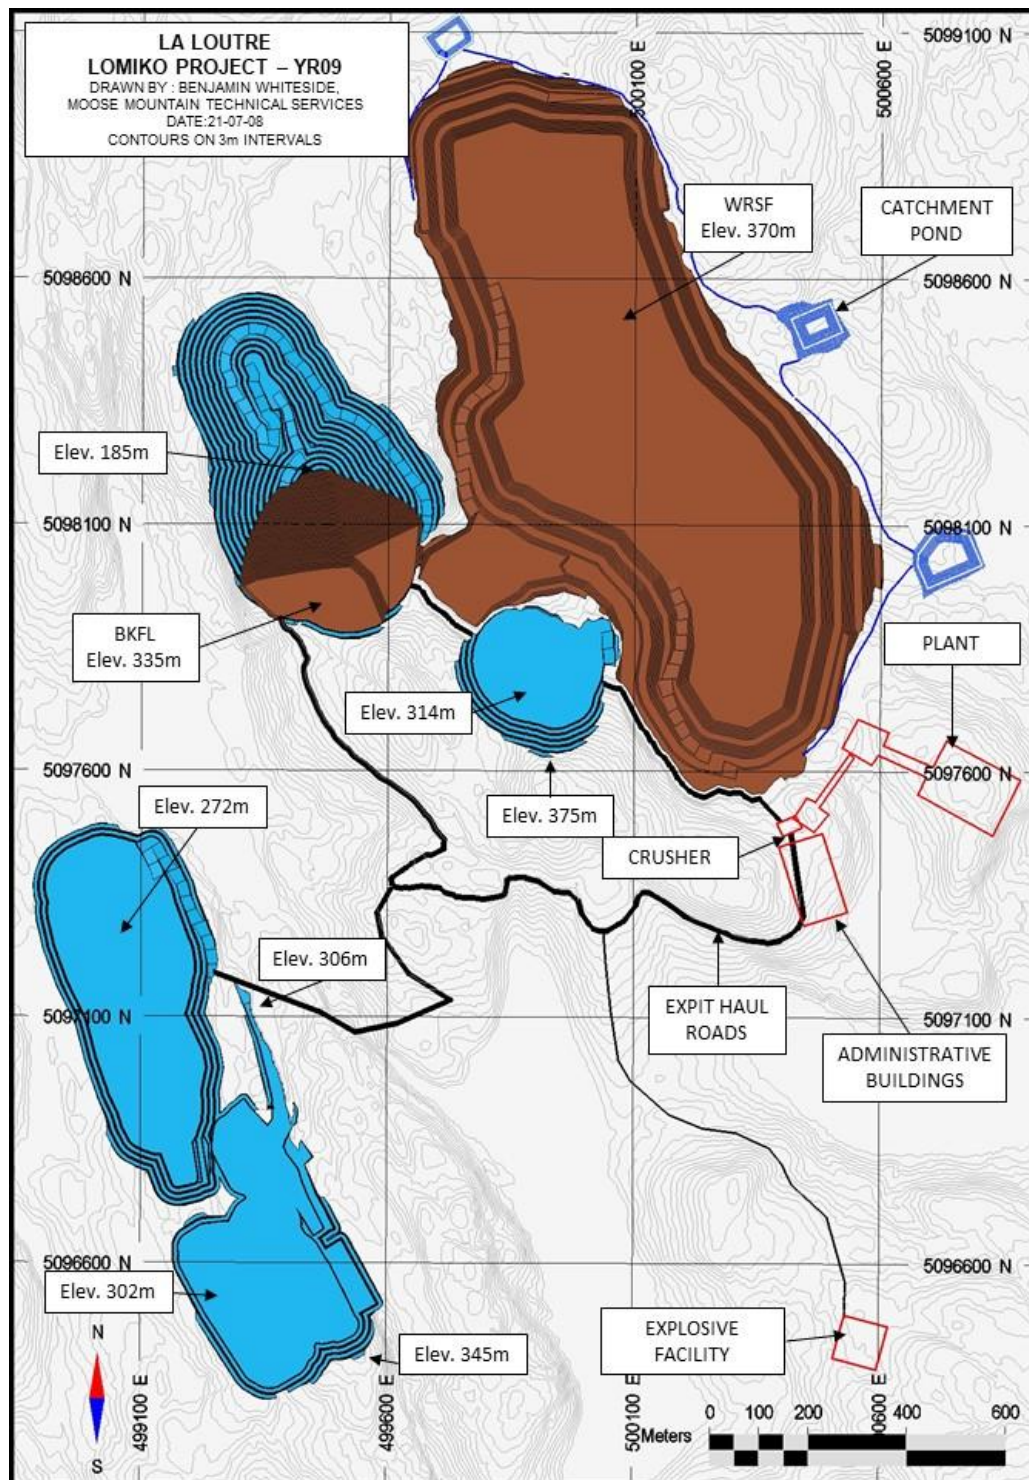 LA LOUTRE
LOMIKO PROJECT – YR09
DRAWN BY : BENJAMIN WHITESIDE,
MOOSE MOUNTAIN TECHNICAL SERVICES
DATE:21-07-08
CONTOURS ON 3m INTERVALS
500100 E
500600 E
5099100 N
WRSF
Elev. 370m
CATCHMENT
POND
5098600 N
5098600 N
Elev. 185m
5098100 N
5098100 N
BKFL
Elev. 335m
PLANT
Elev. 314m
5097600 N
5097600 N
Elev. 272m
Elev. 375m
CRUSHER
Elev. 306m
5097100 N
5097100 N
EXPIT HAUL
ROADS
ADMINISTRATIVE
BUILDINGS
5096600 N
5096600 N
Elev. 302m
EXPLOSIVE
FACILITY
Elev. 345m
N
S
499100 E
499600 E
500100 E
500600 E
Meters
0 100 200 400 600